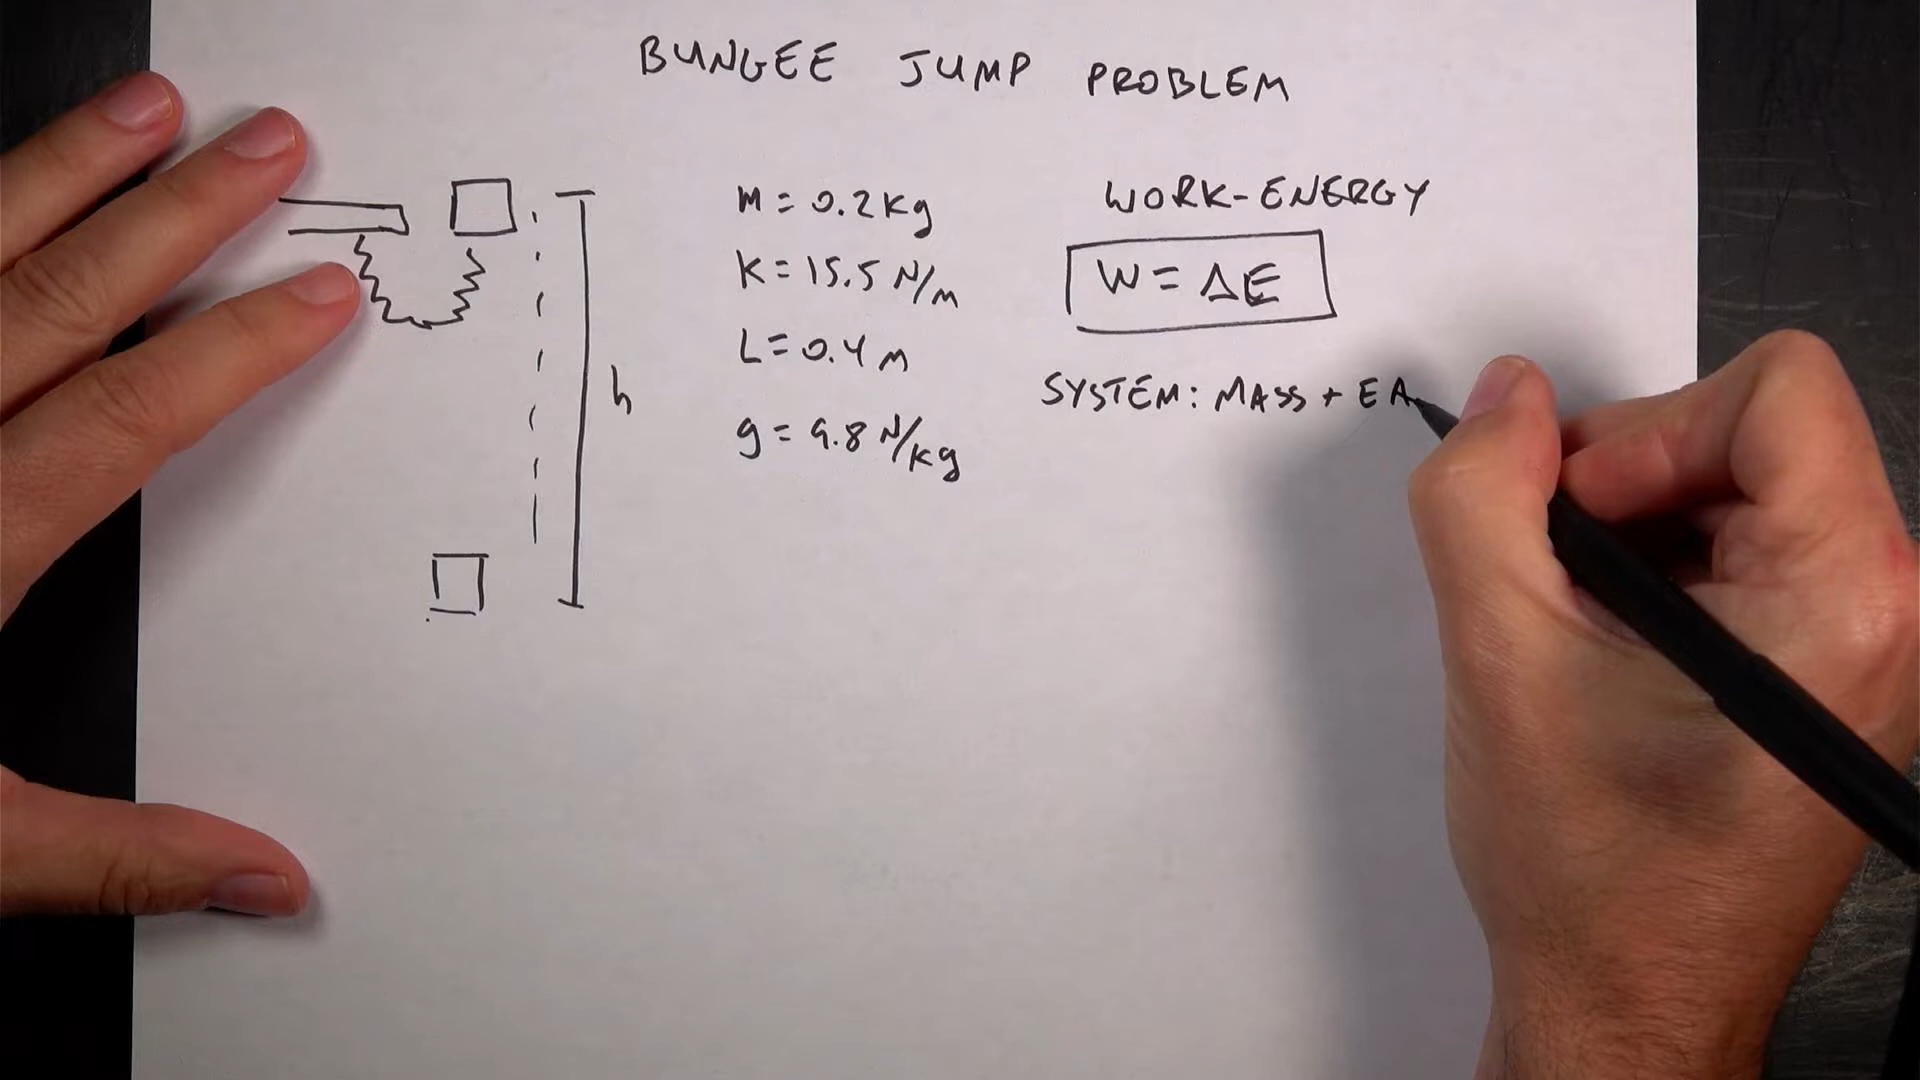 BUNGEE JUMP PROBLEM
h
m = 0.2 kg
K = 15.5 N/m
L = 0.4 m
g = 9.8 N/kg
WORK-ENERGY
W = ΔE
SYSTEM: MASS + EA